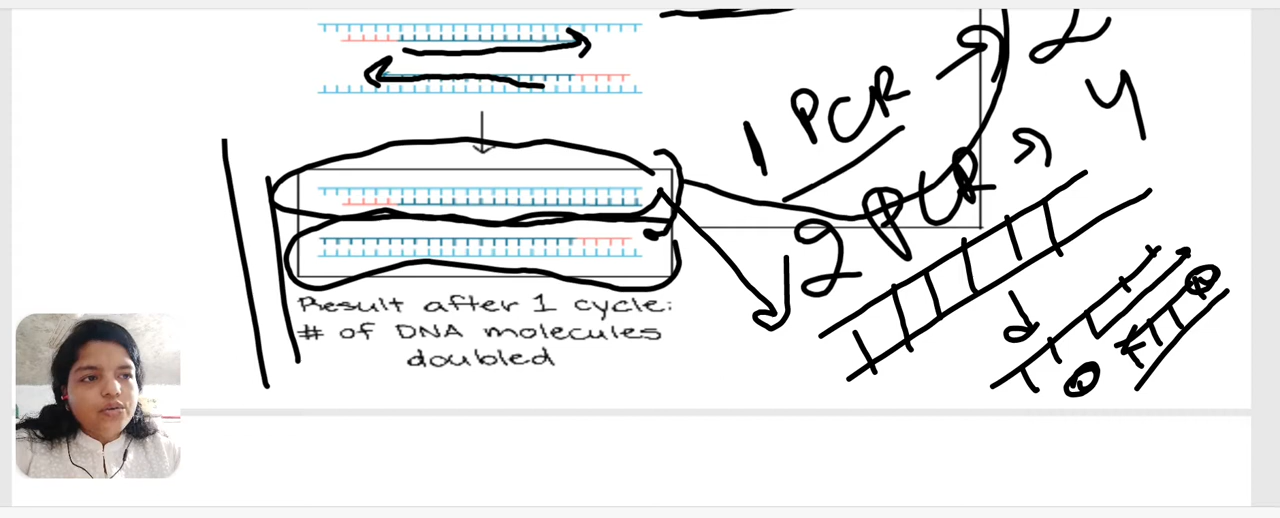 1 PCR → 2
2 PCR → 4
Result after 1 cycle:
# of DNA molecules
doubled
d